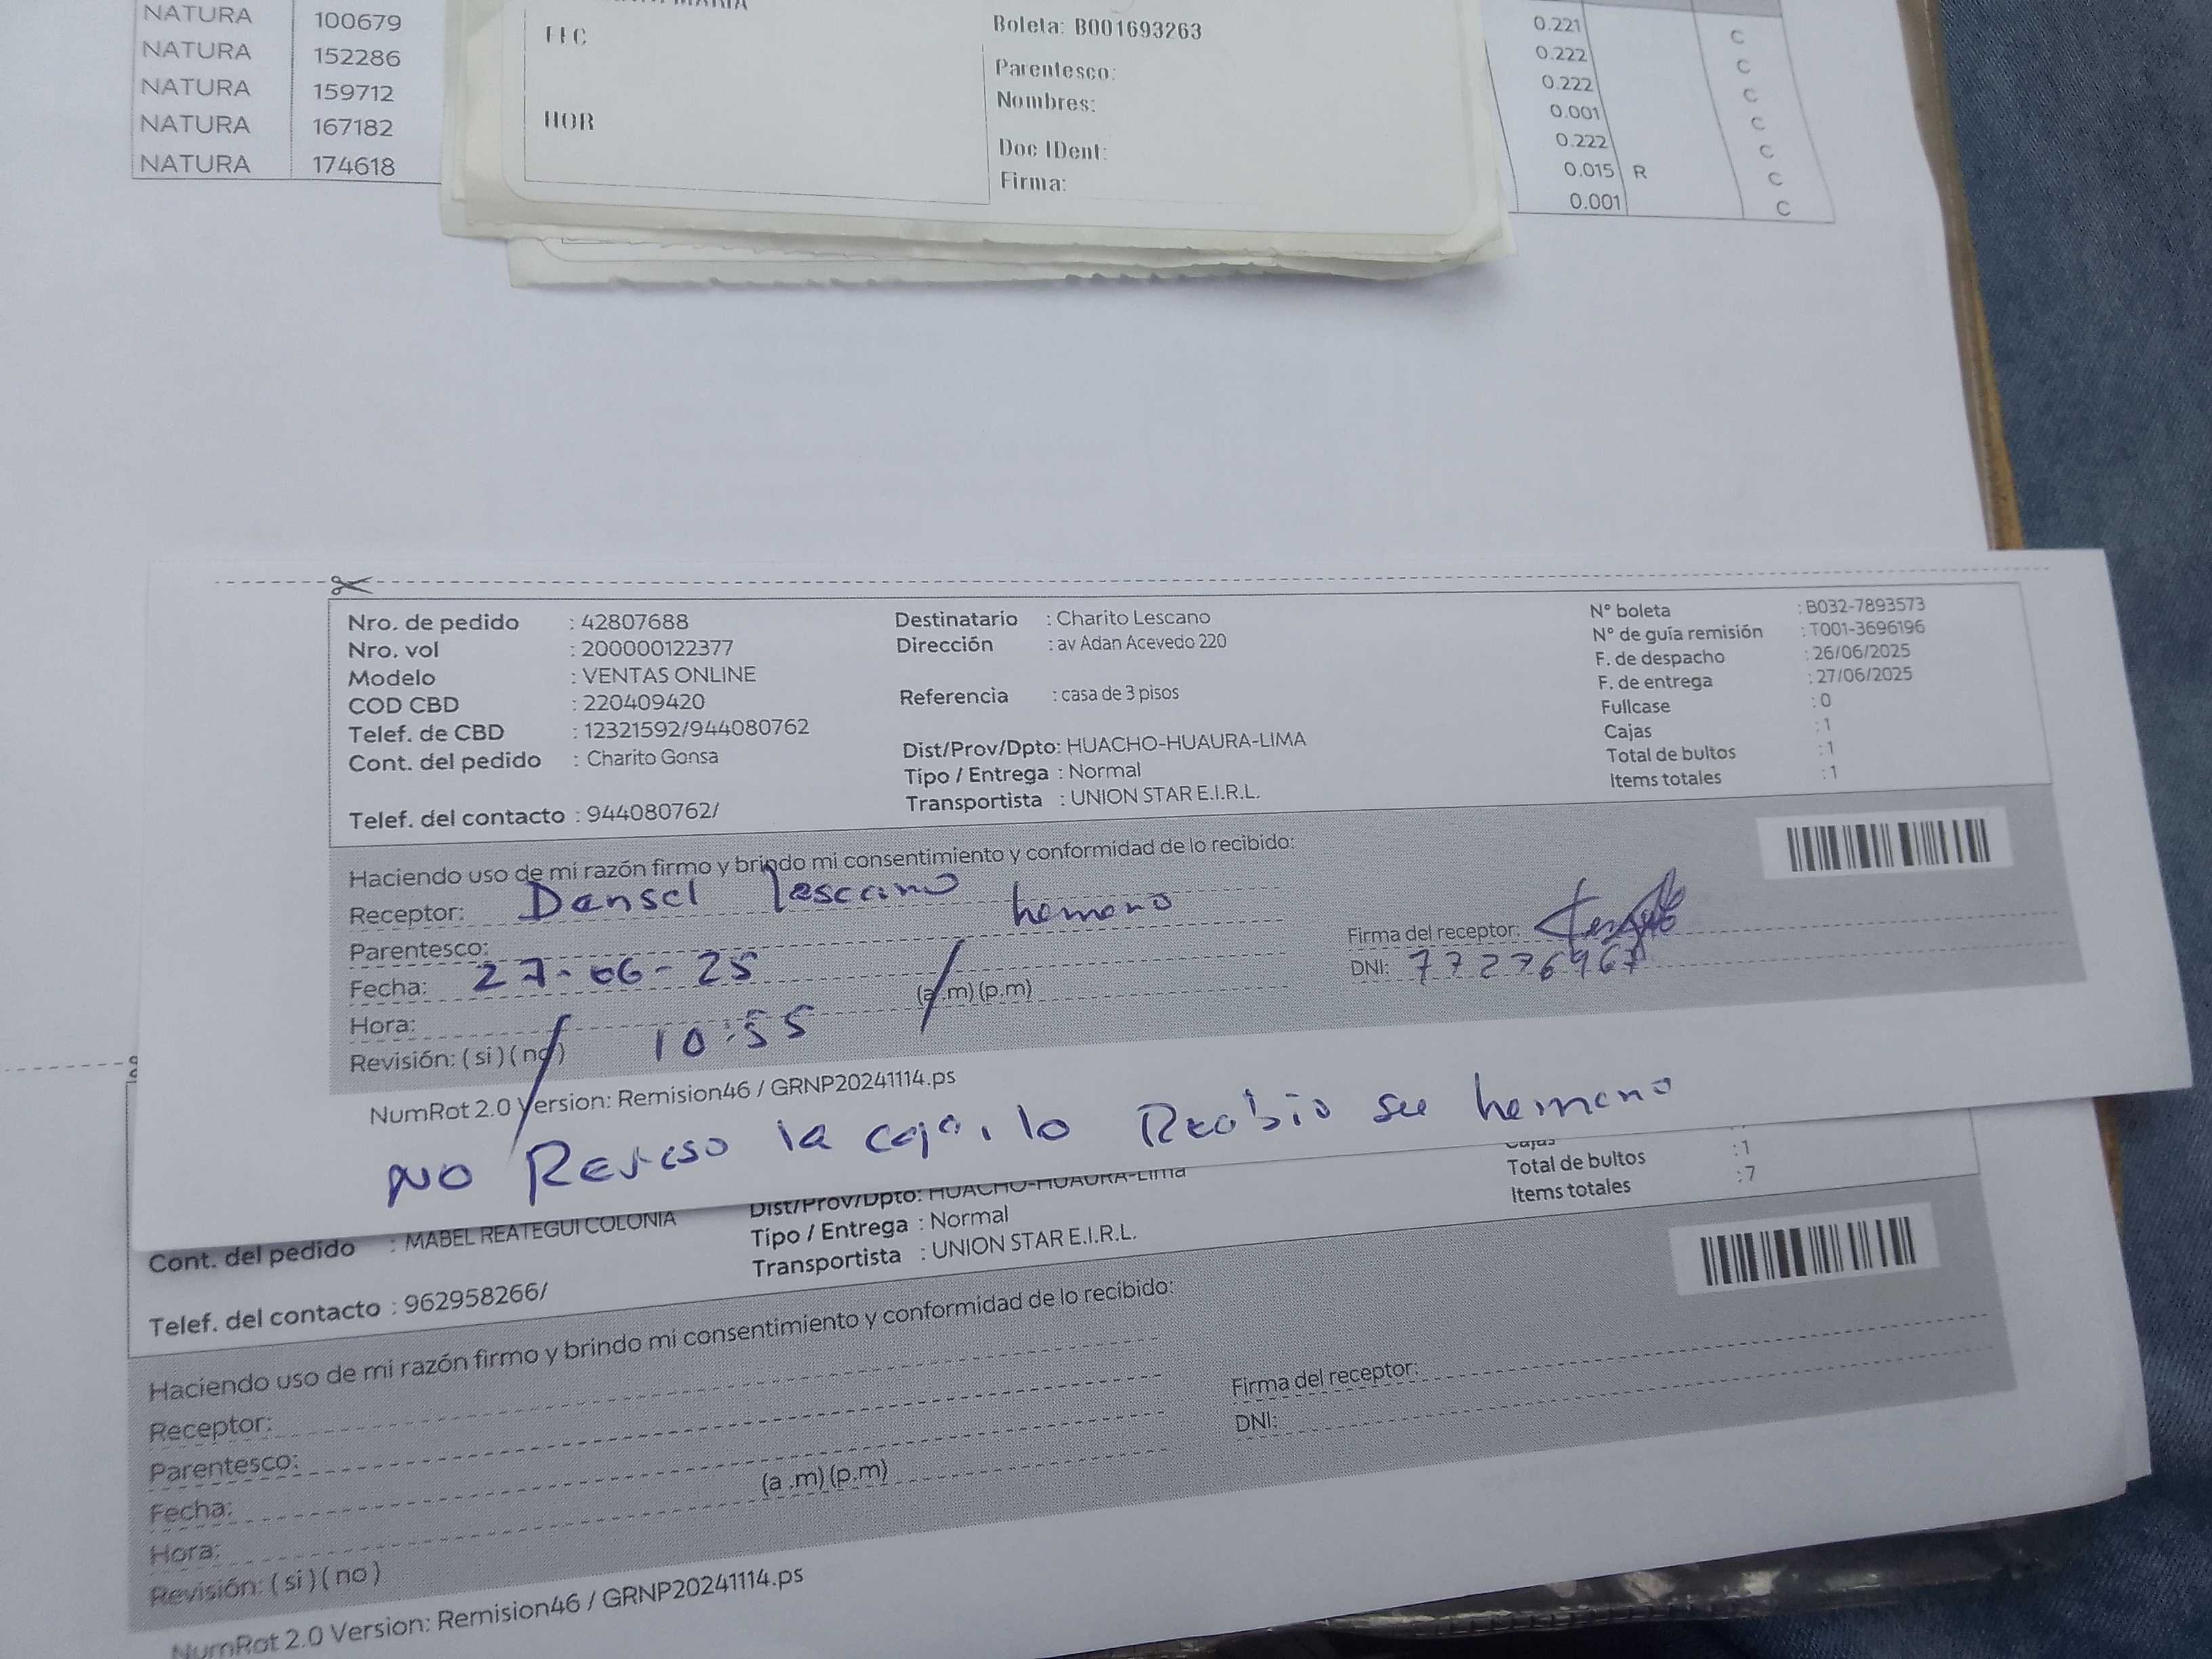 NATURA 100679
NATURA 152286
NATURA 159712
NATURA 167182
NATURA 174618
Boleta: B001693263
Parentesco:
Nombres:
Doc IDent:
Firma:
HOR
0.221 C
0.222 C
0.222 C
0.001 C
0.222 C
0.015 R C
0.001 C
Nro. de pedido : 42807688
Nro. vol : 200000122377
Modelo : VENTAS ONLINE
COD CBD : 220409420
Telef. de CBD : 12321592/944080762
Cont. del pedido : Charito Gonsa
Telef. del contacto : 944080762/
Destinatario : Charito Lescano
Dirección : av Adan Acevedo 220
Referencia : casa de 3 pisos
Dist/Prov/Dpto: HUACHO-HUAURA-LIMA
Tipo / Entrega : Normal
Transportista : UNION STAR E.I.R.L.
N° boleta : B032-7893573
N° de guía remisión : T001-3696196
F. de despacho : 26/06/2025
F. de entrega : 27/06/2025
Fullcase : 0
Cajas : 1
Total de bultos : 1
Items totales : 1
Haciendo uso de mi razón firmo y brindo mi consentimiento y conformidad de lo recibido:
Receptor: Lescano
Parentesco: hemano
Fecha: 27-06-25
Hora: 10:55 (a .m) (p.m)
Revisión: ( si ) ( no )
Firma del receptor:
DNI:
NumRot 2.0 Version: Remision46 / GRNP20241114.ps
NO la caja, lo su hemano
Cont. del pedido : MABEL REATEGUI COLONIA
Telef. del contacto : 962958266/
Dist/Prov/Dpto: HUACHO-HUAURA-Lima
Tipo / Entrega : Normal
Transportista : UNION STAR E.I.R.L.
Cajas : 1
Total de bultos
Items totales : 7
Haciendo uso de mi razón firmo y brindo mi consentimiento y conformidad de lo recibido:
Receptor:
Parentesco:
Fecha:
Hora: (a .m) (p.m)
Revisión: ( si ) ( no )
Firma del receptor:
DNI:
NumRot 2.0 Version: Remision46 / GRNP20241114.ps